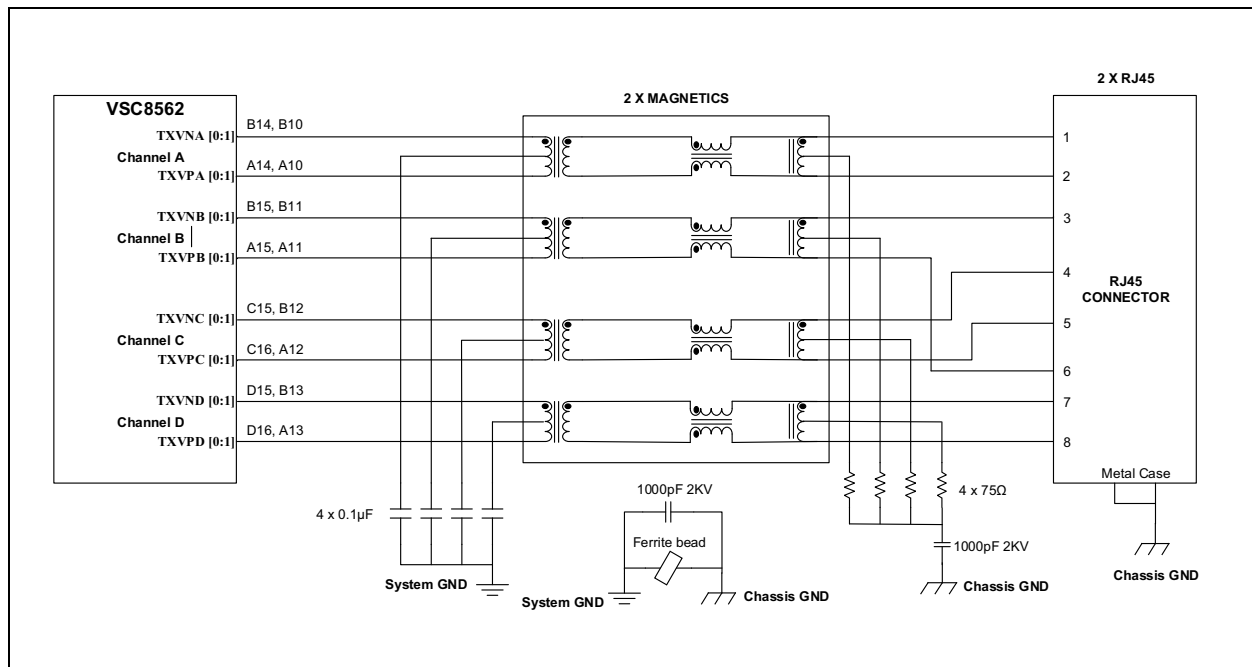 2 X RJ45
VSC8562
2 X MAGNETICS
TXVNA [0:1]
B14, B10
1
Channel A
TXVPA [0:1]
A14, A10
2
TXVNB [0:1]
B15, B11
3
Channel B
TXVPB [0:1]
A15, A11
4
RJ45
CONNECTOR
TXVNC [0:1]
C15, B12
5
Channel C
TXVPC [0:1]
C16, A12
6
TXVND [0:1]
D15, B13
7
Channel D
TXVPD [0:1]
D16, A13
8
Metal Case
4 x 0.1µF
1000pF 2KV
4 x 75Ω
Ferrite bead
1000pF 2KV
System GND
System GND
Chassis GND
Chassis GND
Chassis GND